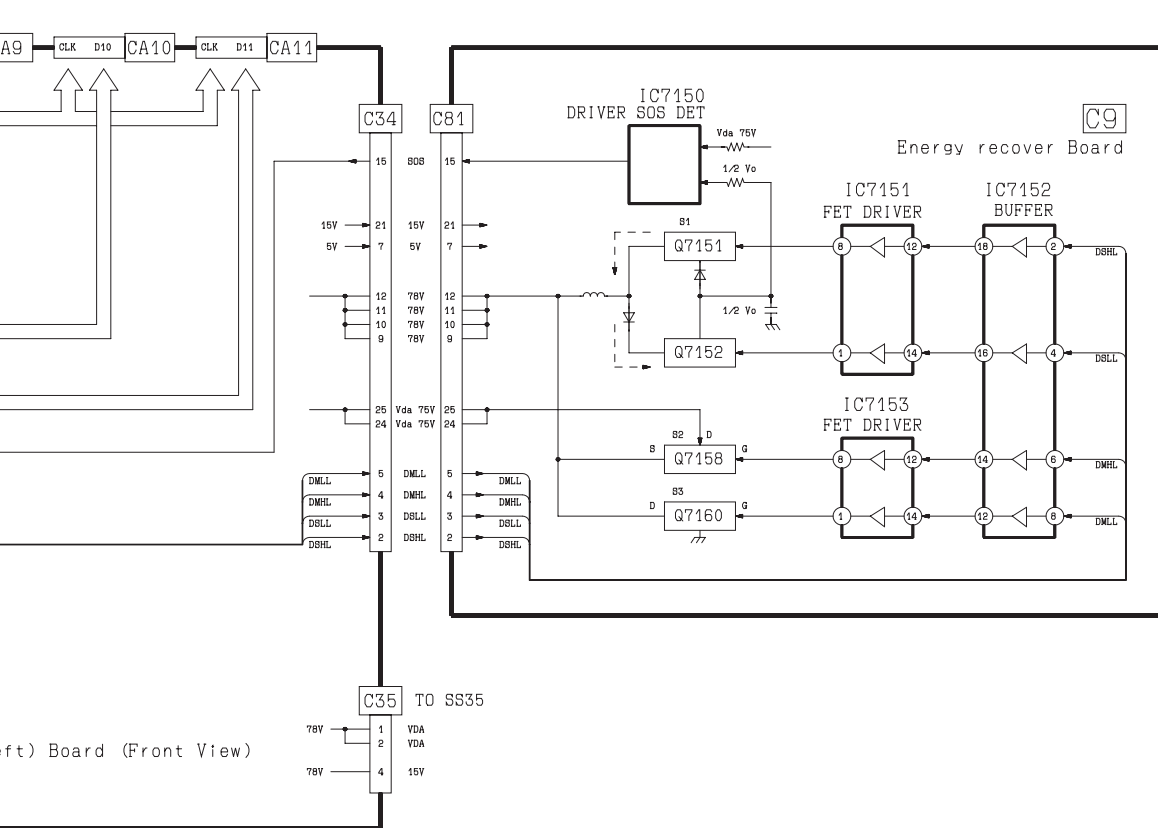 A9
CLK D10 CA10
CLK D11 CA11
C34
C81
IC7150
DRIVER SOS DET
Vda 75V
1/2 Vo
C9
Energy recover Board
15 SOS 15
15V 21 15V 21
5V 7 5V 7
12 78V 12
11 78V 11
10 78V 10
9 78V 9
25 Vda 75V 25
24 Vda 75V 24
DMLL 5 DMLL 5 DMLL
DMHL 4 DMHL 4 DMHL
DSLL 3 DSLL 3 DSLL
DSHL 2 DSHL 2 DSHL
S1
Q7151
1/2 Vo
Q7152
IC7151
FET DRIVER
8 12
1 14
IC7152
BUFFER
18 2 DSHL
16 4 DSLL
14 6 DMHL
12 8 DMLL
IC7153
FET DRIVER
8 12
1 14
S2 D
S Q7158 G
S3
D Q7160 G
C35 TO SS35
78V 1 VDA
2 VDA
78V 4 15V
eft) Board (Front View)